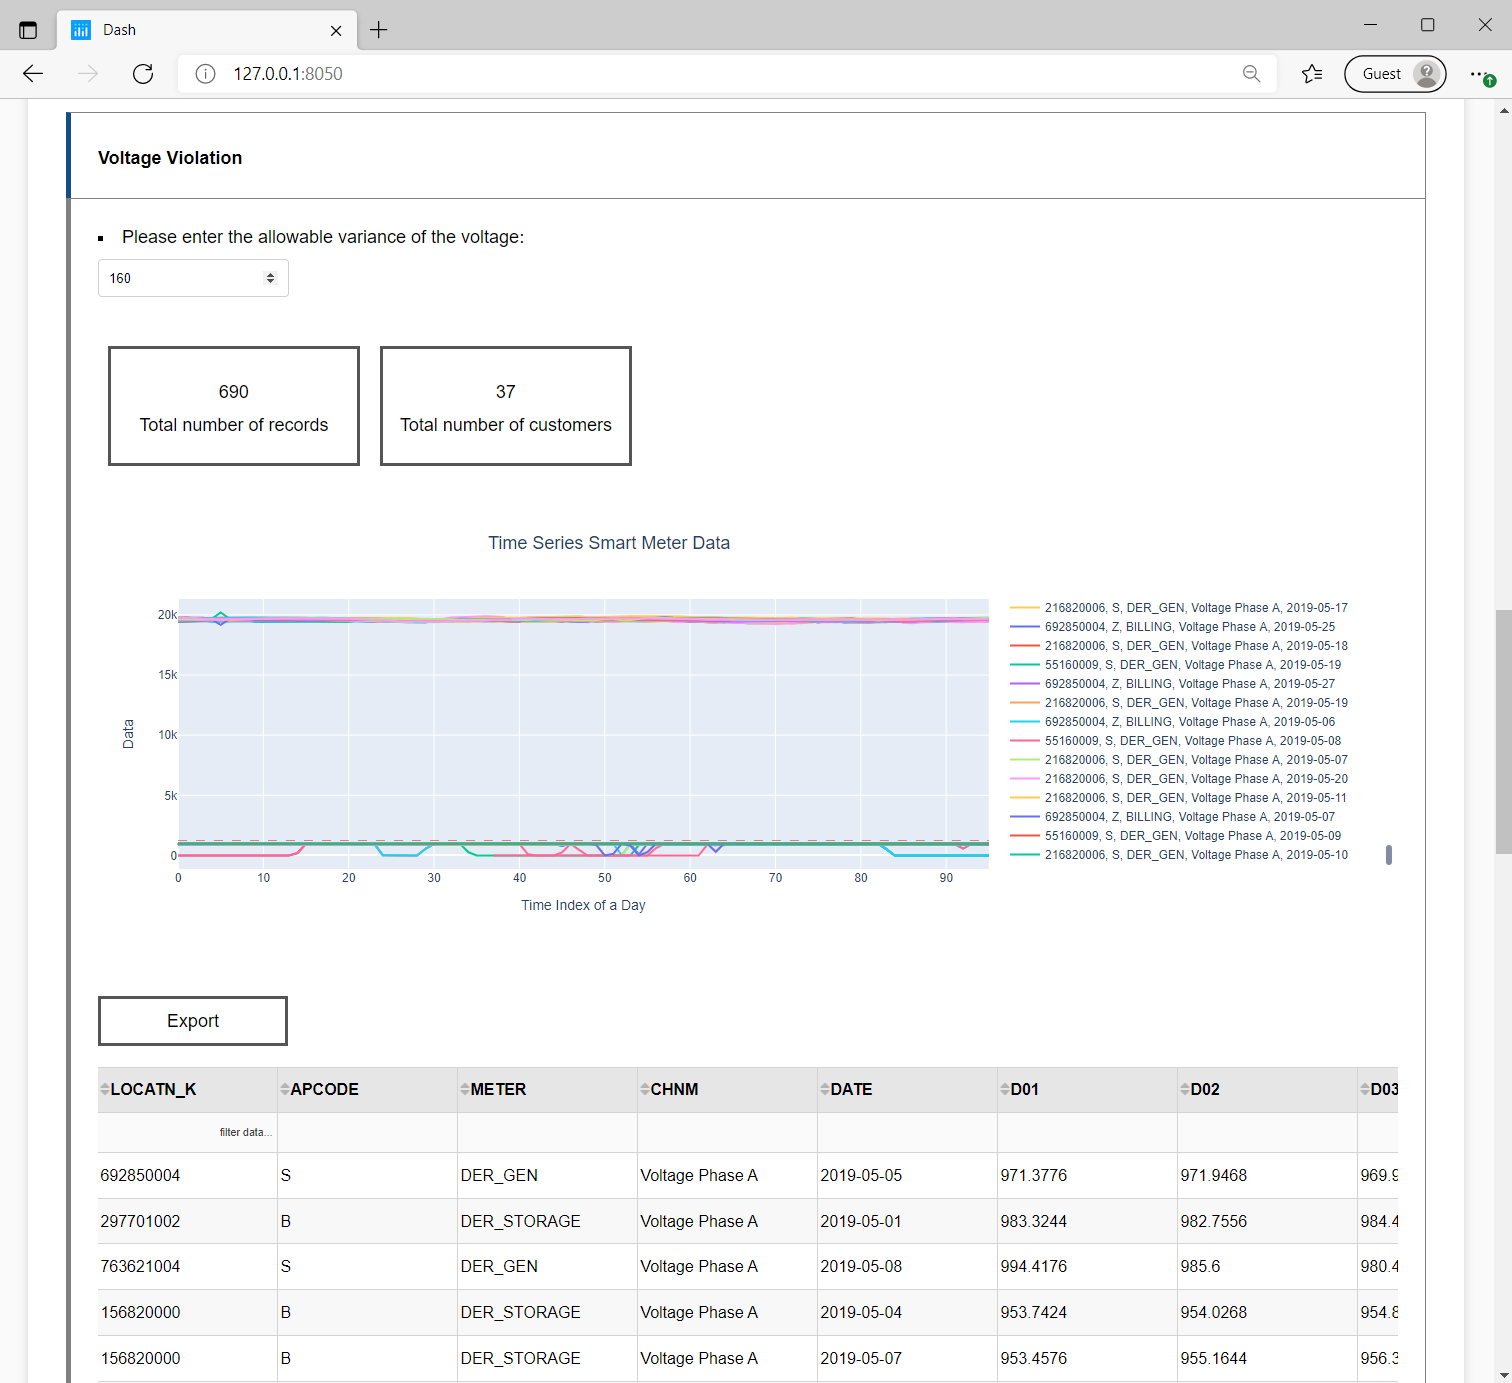 Dash
127.0.0.1:8050
Guest
Voltage Violation
Please enter the allowable variance of the voltage:
160
690
Total number of records
37
Total number of customers
Time Series Smart Meter Data
20k
15k
10k
5k
0
Data
0 10 20 30 40 50 60 70 80 90
Time Index of a Day
216820006, S, DER_GEN, Voltage Phase A, 2019-05-17
692850004, Z, BILLING, Voltage Phase A, 2019-05-25
216820006, S, DER_GEN, Voltage Phase A, 2019-05-18
55160009, S, DER_GEN, Voltage Phase A, 2019-05-19
692850004, Z, BILLING, Voltage Phase A, 2019-05-27
216820006, S, DER_GEN, Voltage Phase A, 2019-05-19
692850004, Z, BILLING, Voltage Phase A, 2019-05-06
55160009, S, DER_GEN, Voltage Phase A, 2019-05-08
216820006, S, DER_GEN, Voltage Phase A, 2019-05-07
216820006, S, DER_GEN, Voltage Phase A, 2019-05-20
216820006, S, DER_GEN, Voltage Phase A, 2019-05-11
692850004, Z, BILLING, Voltage Phase A, 2019-05-07
55160009, S, DER_GEN, Voltage Phase A, 2019-05-09
216820006, S, DER_GEN, Voltage Phase A, 2019-05-10
Export
LOCATN_K APCODE METER CHNM DATE D01 D02 D03
filter data...
692850004 S DER_GEN Voltage Phase A 2019-05-05 971.3776 971.9468 969.9
297701002 B DER_STORAGE Voltage Phase A 2019-05-01 983.3244 982.7556 984.4
763621004 S DER_GEN Voltage Phase A 2019-05-08 994.4176 985.6 980.4
156820000 B DER_STORAGE Voltage Phase A 2019-05-04 953.7424 954.0268 954.8
156820000 B DER_STORAGE Voltage Phase A 2019-05-07 953.4576 955.1644 956.3